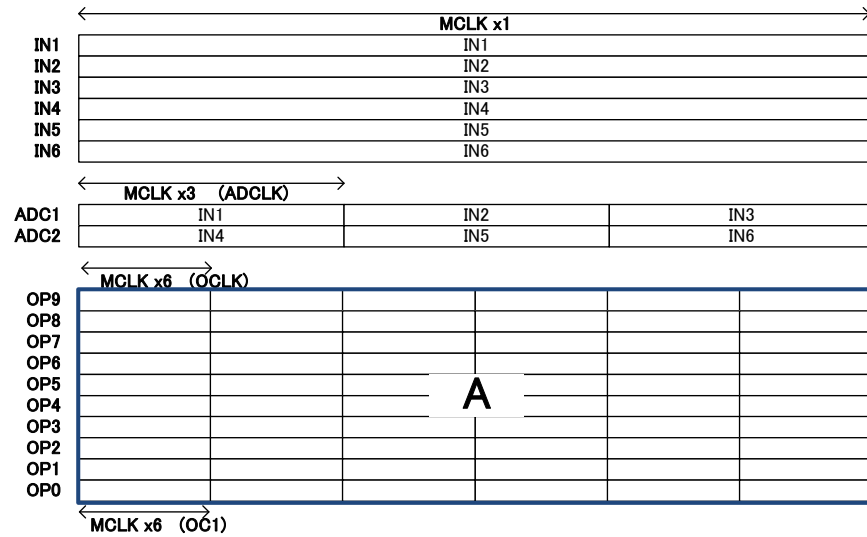 MCLK x1
IN1 IN1
IN2 IN2
IN3 IN3
IN4 IN4
IN5 IN5
IN6 IN6
MCLK x3 (ADCLK)
ADC1 IN1 IN2 IN3
ADC2 IN4 IN5 IN6
MCLK x6 (OCLK)
OP9
OP8
OP7
OP6
OP5
A
OP4
OP3
OP2
OP1
OP0
MCLK x6 (OC1)